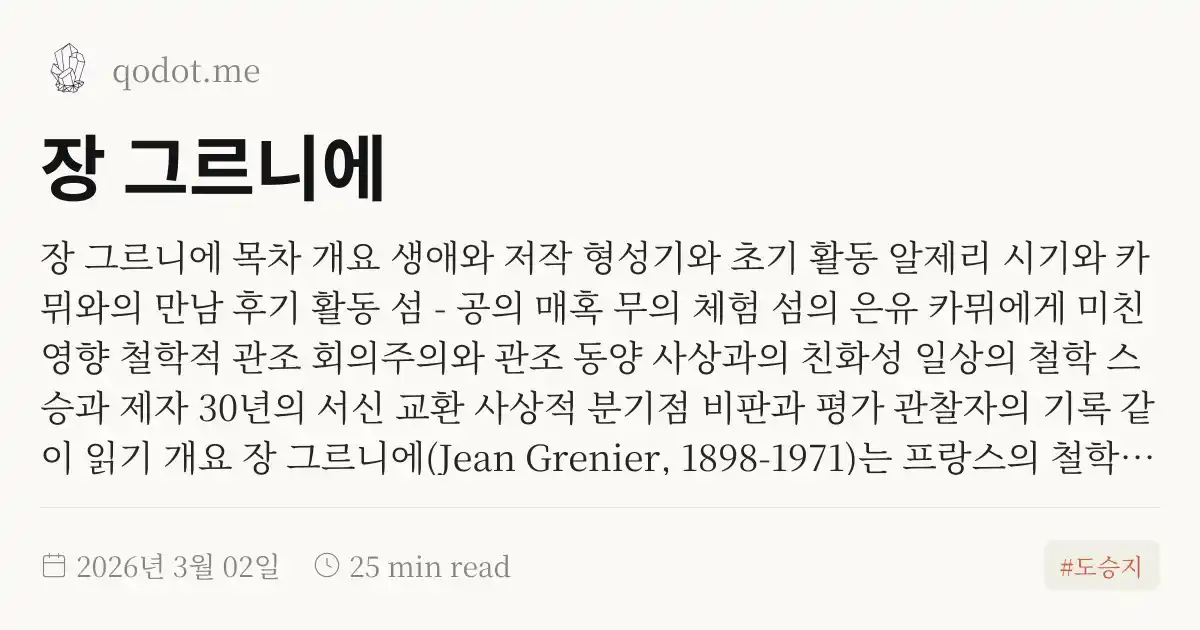 qodot.me
장 그르니에
장 그르니에 목차 개요 생애와 저작 형성기와 초기 활동 알제리 시기와 카
뮈와의 만남 후기 활동 섬 - 공의 매혹 무의 체험 섬의 은유 카뮈에게 미친
영향 철학적 관조 회의주의와 관조 동양 사상과의 친화성 일상의 철학 스
승과 제자 30년의 서신 교환 사상적 분기점 비판과 평가 관찰자의 기록 같
이 읽기 개요 장 그르니에(Jean Grenier, 1898-1971)는 프랑스의 철학…
2026년 3월 02일 25 min read #도승지